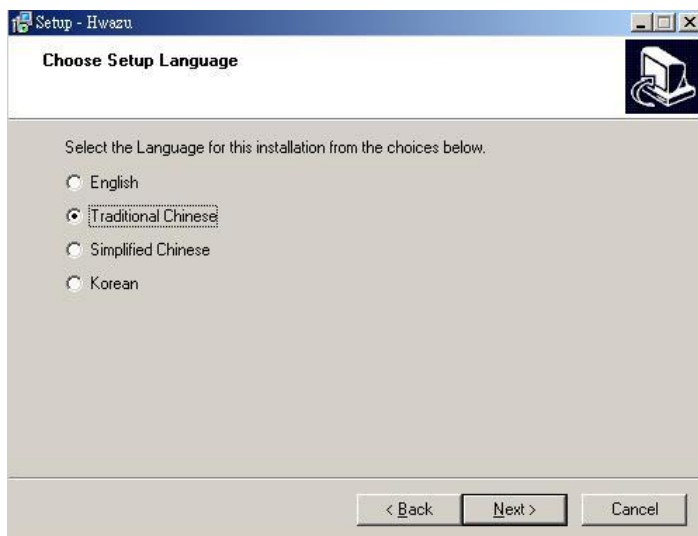 Setup - Hwazu
Choose Setup Language
Select the Language for this installation from the choices below.
English
Traditional Chinese
Simplified Chinese
Korean
< Back
Next >
Cancel